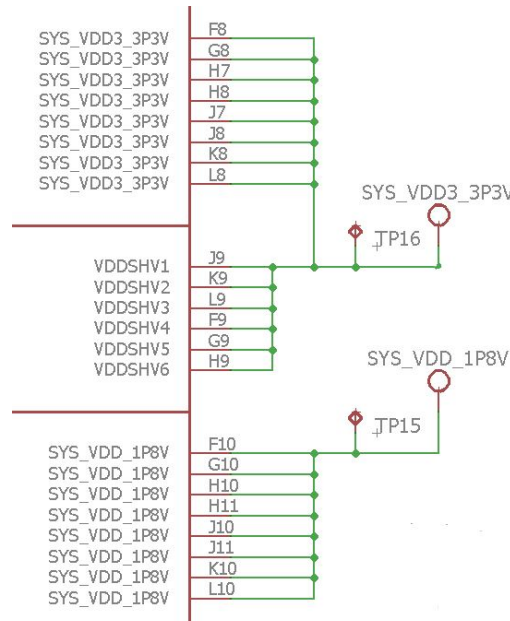 SYS_VDD3_3P3V F8
SYS_VDD3_3P3V G8
SYS_VDD3_3P3V H7
SYS_VDD3_3P3V H8
SYS_VDD3_3P3V J7
SYS_VDD3_3P3V J8
SYS_VDD3_3P3V K8
SYS_VDD3_3P3V L8
SYS_VDD3_3P3V
TP16
VDDSHV1 J9
VDDSHV2 K9
VDDSHV3 L9
VDDSHV4 F9
VDDSHV5 G9
VDDSHV6 H9
SYS_VDD_1P8V
TP15
SYS_VDD_1P8V F10
SYS_VDD_1P8V G10
SYS_VDD_1P8V H10
SYS_VDD_1P8V H11
SYS_VDD_1P8V J10
SYS_VDD_1P8V J11
SYS_VDD_1P8V K10
SYS_VDD_1P8V L10